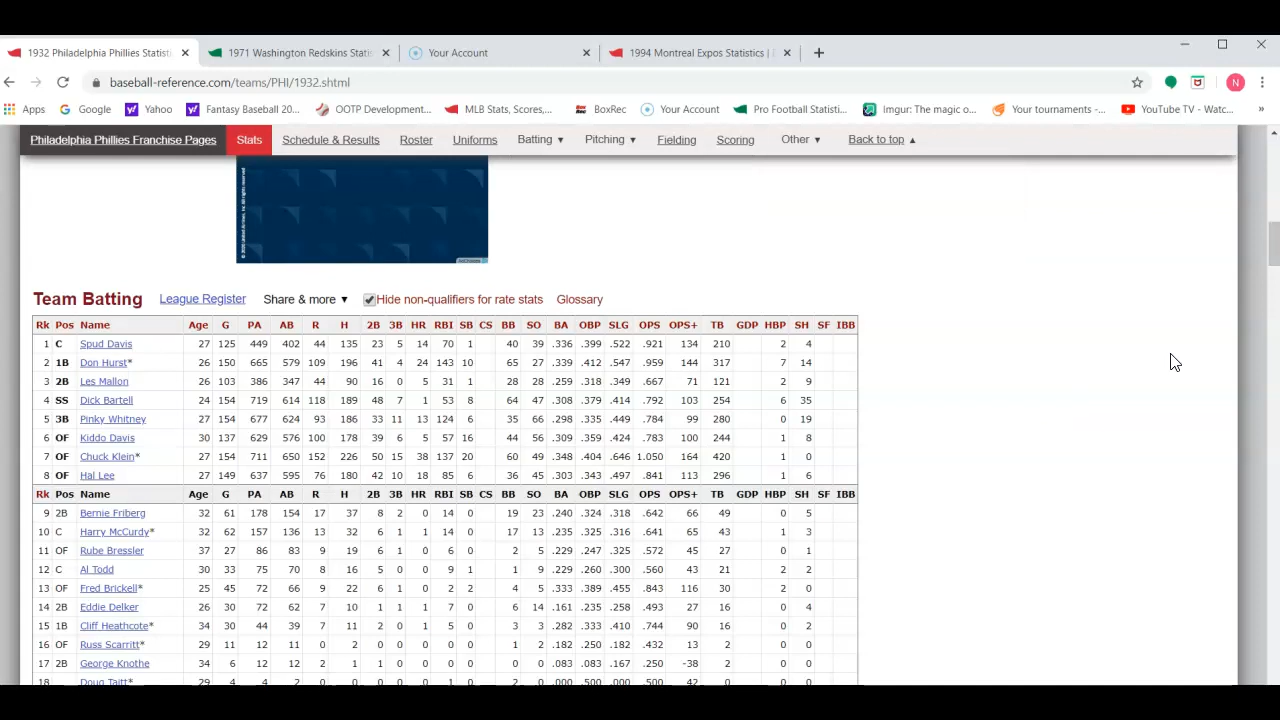 1932 Philadelphia Phillies Statisti
1971 Washington Redskins Statis
Your Account
1994 Montreal Expos Statistics |
baseball-reference.com/teams/PHI/1932.shtml
Apps Google Yahoo Fantasy Baseball 20... OOTP Development... MLB Stats, Scores,... BoxRec Your Account Pro Football Statisti... Imgur: The magic o... Your tournaments -... YouTube TV - Watc... »
Philadelphia Phillies Franchise Pages Stats Schedule & Results Roster Uniforms Batting ▼ Pitching ▼ Fielding Scoring Other ▼ Back to top ▲
Team Batting League Register Share & more ▼ Hide non-qualifiers for rate stats Glossary
Rk Pos Name Age G PA AB R H 2B 3B HR RBI SB CS BB SO BA OBP SLG OPS OPS+ TB GDP HBP SH SF IBB
1 C Spud Davis 27 125 449 402 44 135 23 5 14 70 1 40 39 .336 .399 .522 .921 134 210 2 4
2 1B Don Hurst* 26 150 665 579 109 196 41 4 24 143 10 65 27 .339 .412 .547 .959 144 317 7 14
3 2B Les Mallon 26 103 386 347 44 90 16 0 5 31 1 28 28 .259 .318 .349 .667 71 121 2 9
4 SS Dick Bartell 24 154 719 614 118 189 48 7 1 53 8 64 47 .308 .379 .414 .792 103 254 6 35
5 3B Pinky Whitney 27 154 677 624 93 186 33 11 13 124 6 35 66 .298 .335 .449 .784 99 280 0 19
6 OF Kiddo Davis 30 137 629 576 100 178 39 6 5 57 16 44 56 .309 .359 .424 .783 100 244 1 8
7 OF Chuck Klein* 27 154 711 650 152 226 50 15 38 137 20 60 49 .348 .404 .646 1.050 164 420 1 0
8 OF Hal Lee 27 149 637 595 76 180 42 10 18 85 6 36 45 .303 .343 .497 .841 113 296 1 6
Rk Pos Name Age G PA AB R H 2B 3B HR RBI SB CS BB SO BA OBP SLG OPS OPS+ TB GDP HBP SH SF IBB
9 2B Bernie Friberg 32 61 178 154 17 37 8 2 0 14 0 19 23 .240 .324 .318 .642 66 49 0 5
10 C Harry McCurdy* 32 62 157 136 13 32 6 1 1 14 0 17 13 .235 .325 .316 .641 65 43 1 3
11 OF Rube Bressler 37 27 86 83 9 19 6 1 0 6 0 2 5 .229 .247 .325 .572 45 27 0 1
12 C Al Todd 30 33 75 70 8 16 5 0 0 9 1 1 9 .229 .260 .300 .560 43 21 2 2
13 OF Fred Brickell* 25 45 72 66 9 22 6 1 0 2 2 4 5 .333 .389 .455 .843 116 30 2 0
14 2B Eddie Delker 26 30 72 62 7 10 1 1 1 7 0 6 14 .161 .235 .258 .493 27 16 0 4
15 1B Cliff Heathcote* 34 30 44 39 7 11 2 0 1 5 0 3 3 .282 .333 .410 .744 90 16 0 2
16 OF Russ Scarritt* 29 11 12 11 0 2 0 0 0 0 0 1 2 .182 .250 .182 .432 13 2 0 0
17 2B George Knothe 34 6 12 12 2 1 1 0 0 0 0 0 2 .083 .083 .167 .250 -38 2 0 0
18 Doug Taitt* 29 4 4 2 0 0 0 0 0 1 0 2 0 .000 .500 .000 .500 42 0 0 0